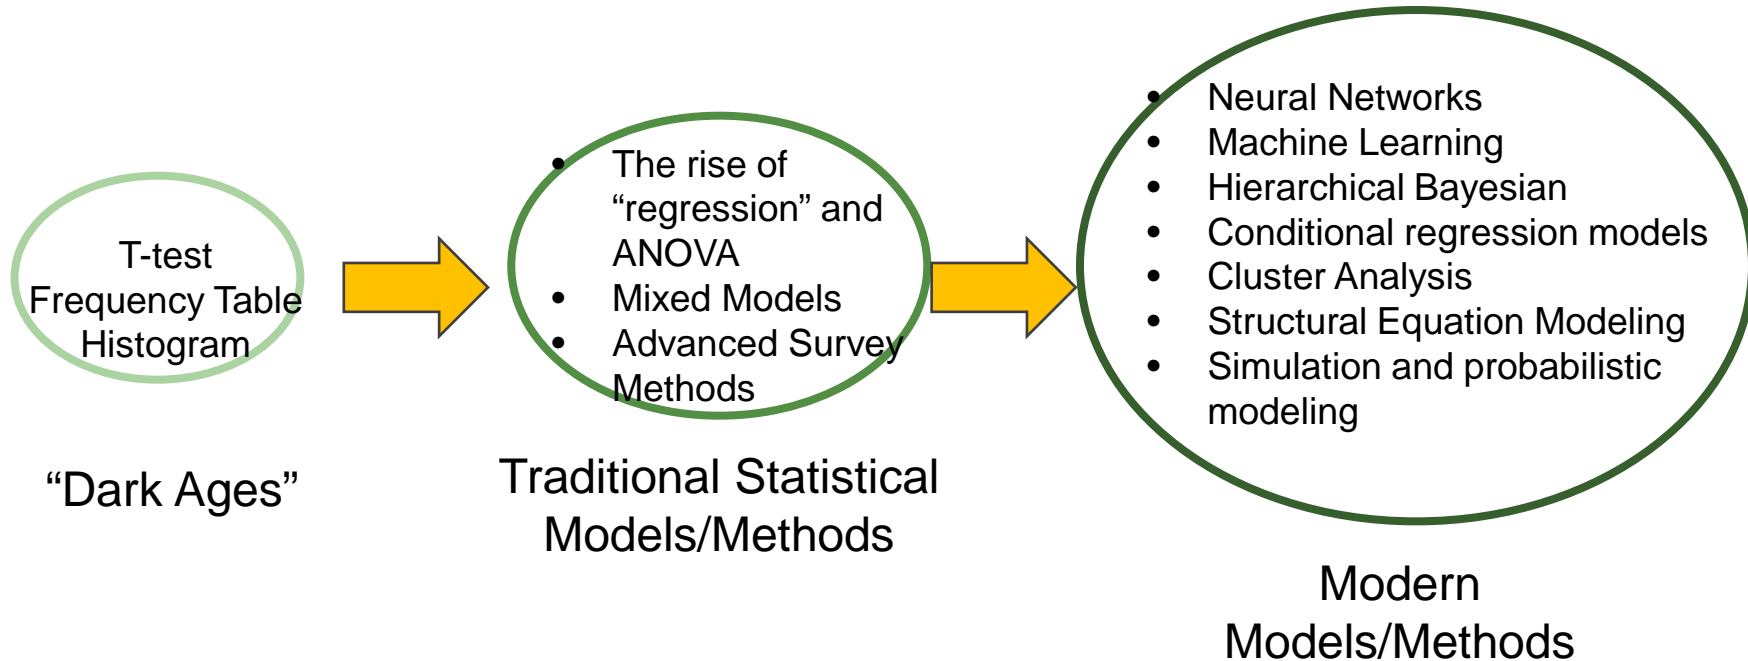 T-test
Frequency Table
Histogram
“Dark Ages”
• The rise of
“regression” and
ANOVA
• Mixed Models
• Advanced Survey
Methods
Traditional Statistical
Models/Methods
• Neural Networks
• Machine Learning
• Hierarchical Bayesian
• Conditional regression models
• Cluster Analysis
• Structural Equation Modeling
• Simulation and probabilistic
modeling
Modern
Models/Methods